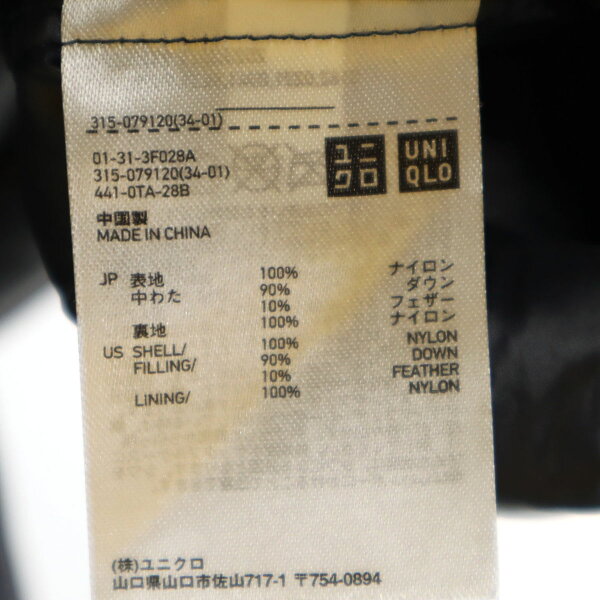 315-079120(34-01)
01-31-3F028A
315-079120(34-01)
441-0TA-28B
ユニ
クロ
UNI
QLO
中国製
MADE IN CHINA
JP 表地 100% ナイロン
中わた 90% ダウン
10% フェザー
裏地 100% ナイロン
US SHELL/ 100% NYLON
FILLING/ 90% DOWN
10% FEATHER
LINING/ 100% NYLON
(株)ユニクロ
山口県山口市佐山717-1 〒754-0894